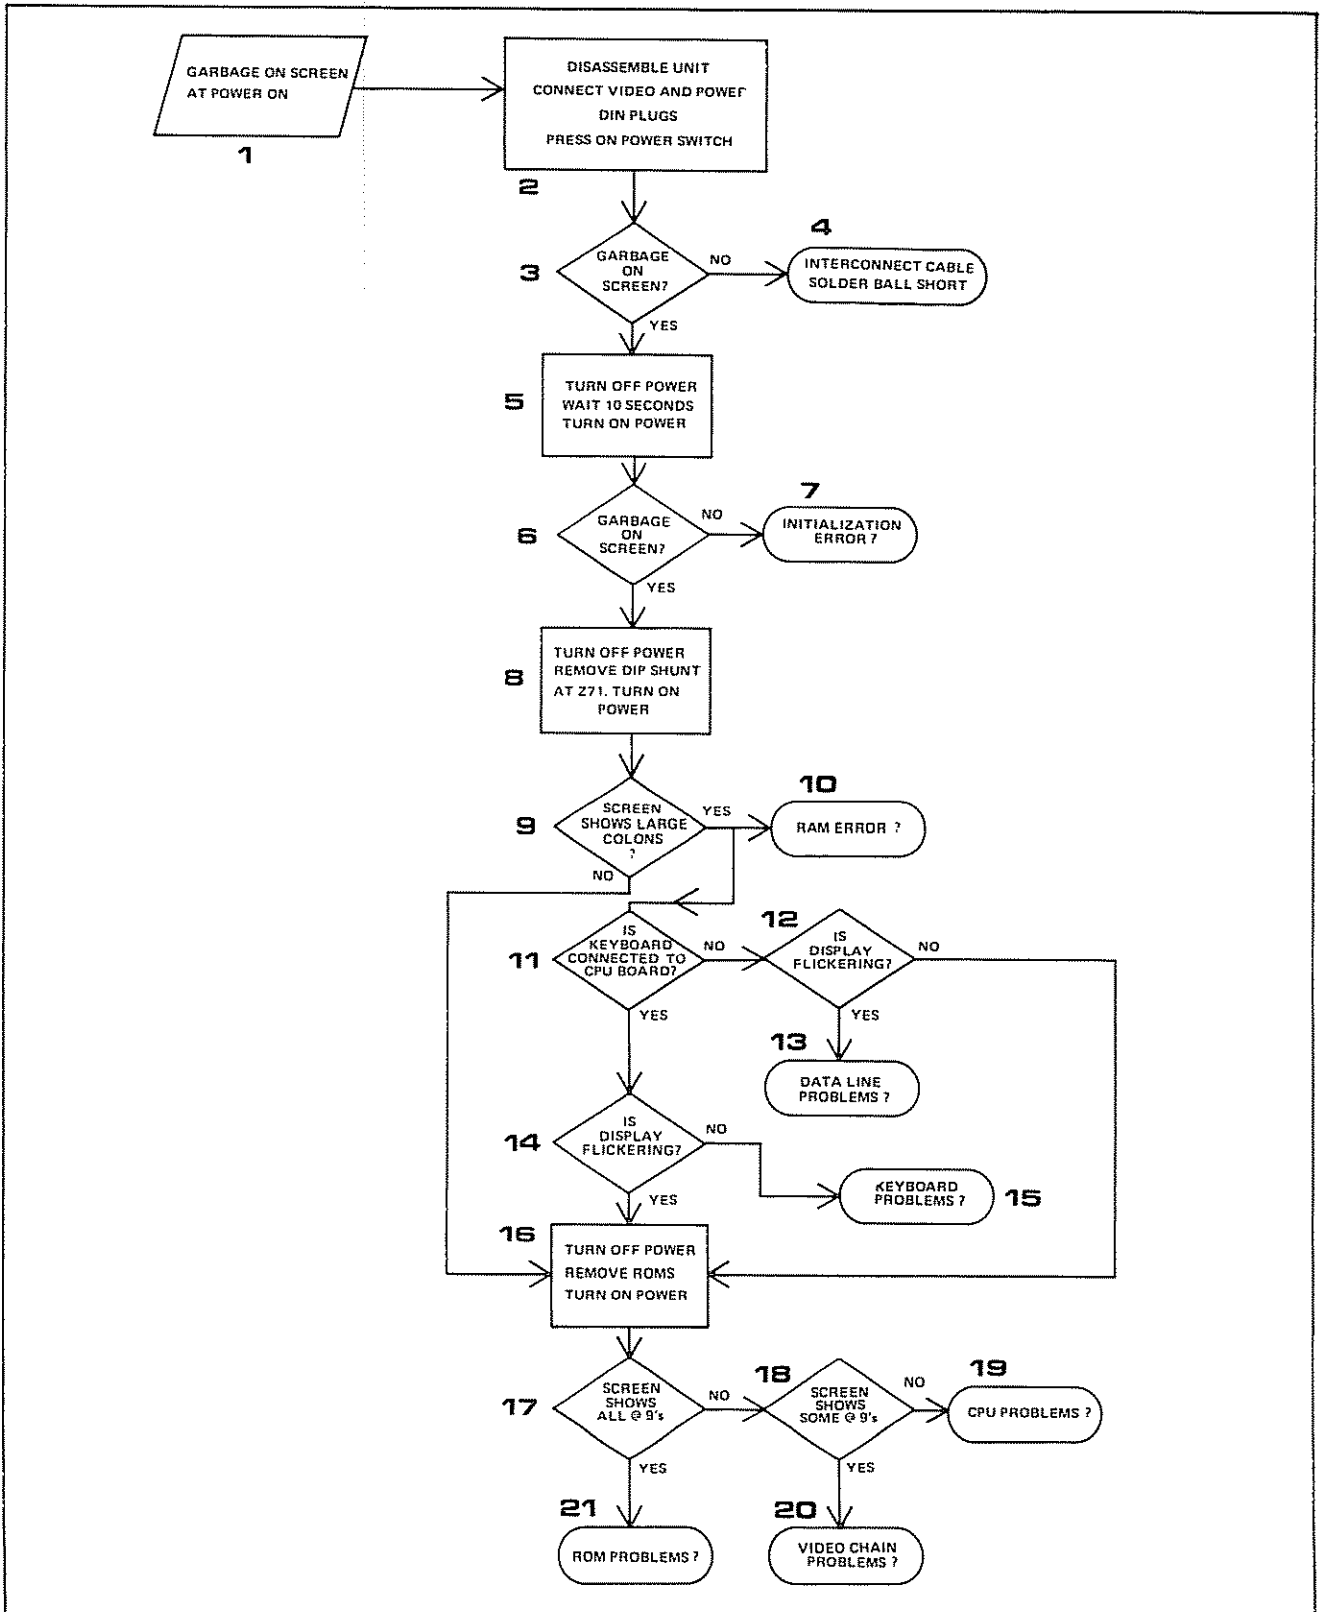 GARBAGE ON SCREEN
AT POWER ON
1
DISASSEMBLE UNIT
CONNECT VIDEO AND POWER
DIN PLUGS
PRESS ON POWER SWITCH
2
3
GARBAGE
ON
SCREEN?
NO
YES
4
INTERCONNECT CABLE
SOLDER BALL SHORT
5
TURN OFF POWER
WAIT 10 SECONDS
TURN ON POWER
6
GARBAGE
ON
SCREEN?
NO
YES
7
INITIALIZATION
ERROR ?
8
TURN OFF POWER
REMOVE DIP SHUNT
AT Z71. TURN ON
POWER
9
SCREEN
SHOWS LARGE
COLONS
?
YES
NO
10
RAM ERROR ?
11
IS
KEYBOARD
CONNECTED TO
CPU BOARD?
NO
YES
12
IS
DISPLAY
FLICKERING?
NO
YES
13
DATA LINE
PROBLEMS ?
14
IS
DISPLAY
FLICKERING?
NO
YES
KEYBOARD
PROBLEMS ?
15
16
TURN OFF POWER
REMOVE ROMS
TURN ON POWER
17
SCREEN
SHOWS
ALL @ 9's
NO
YES
18
SCREEN
SHOWS
SOME @ 9's
NO
YES
19
CPU PROBLEMS ?
21
ROM PROBLEMS ?
20
VIDEO CHAIN
PROBLEMS ?